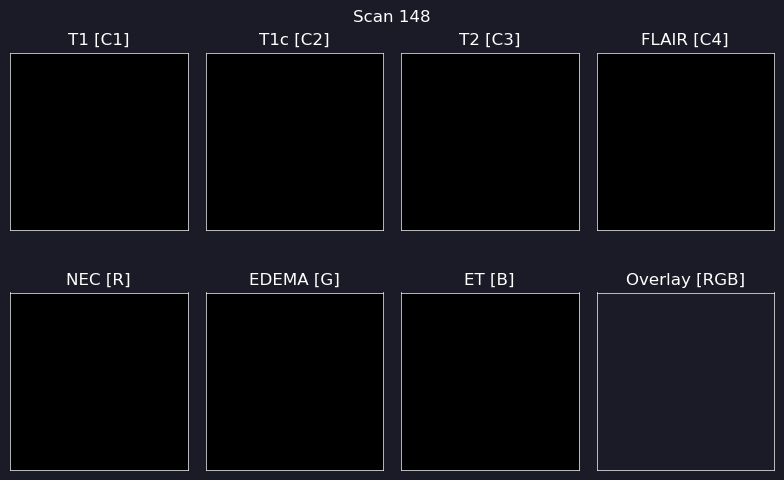 Scan 148
T1 [C1]
T1c [C2]
T2 [C3]
FLAIR [C4]
NEC [R]
EDEMA [G]
ET [B]
Overlay [RGB]